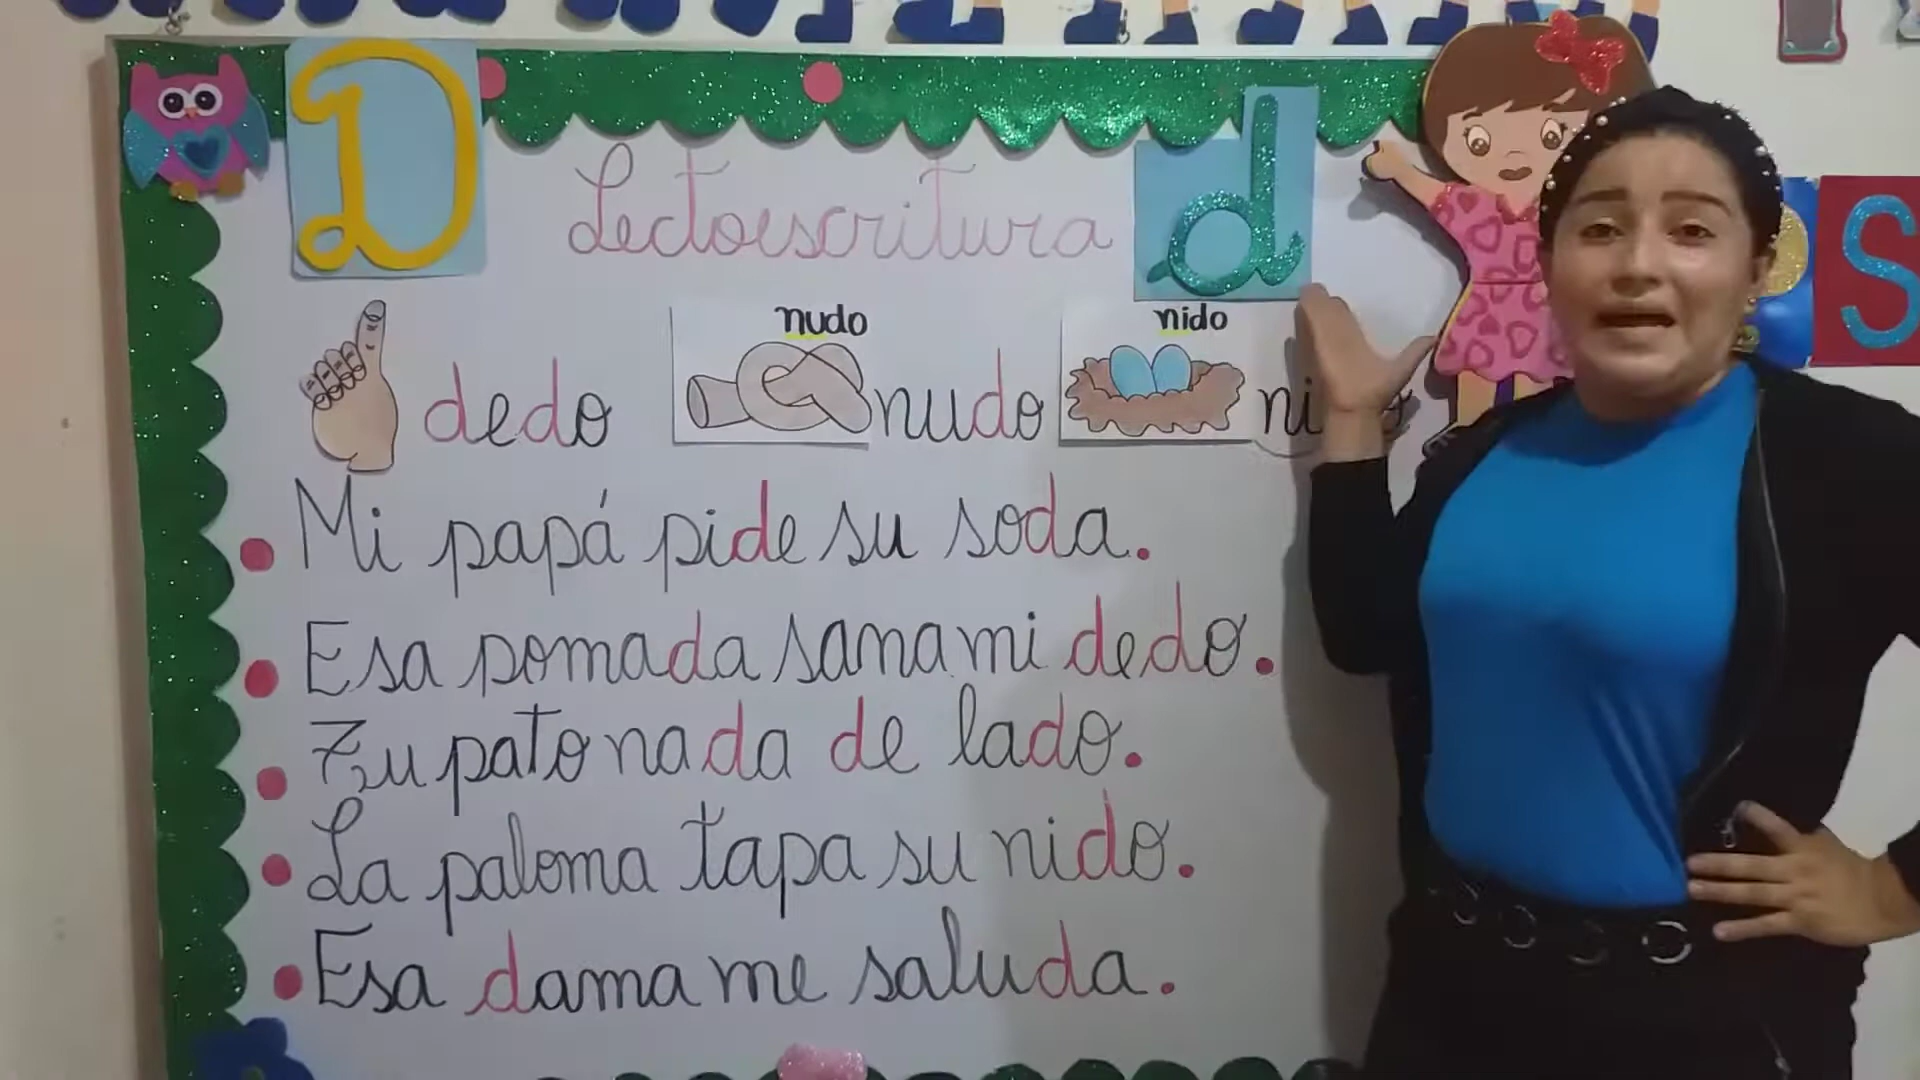 D Lectoescritura d
S
nudo nido
dedo nudo
Mi papá pide su soda.
Esa pomada sana mi dedo.
Tu pato nada de lado.
La paloma tapa su nido.
Esa dama me saluda.